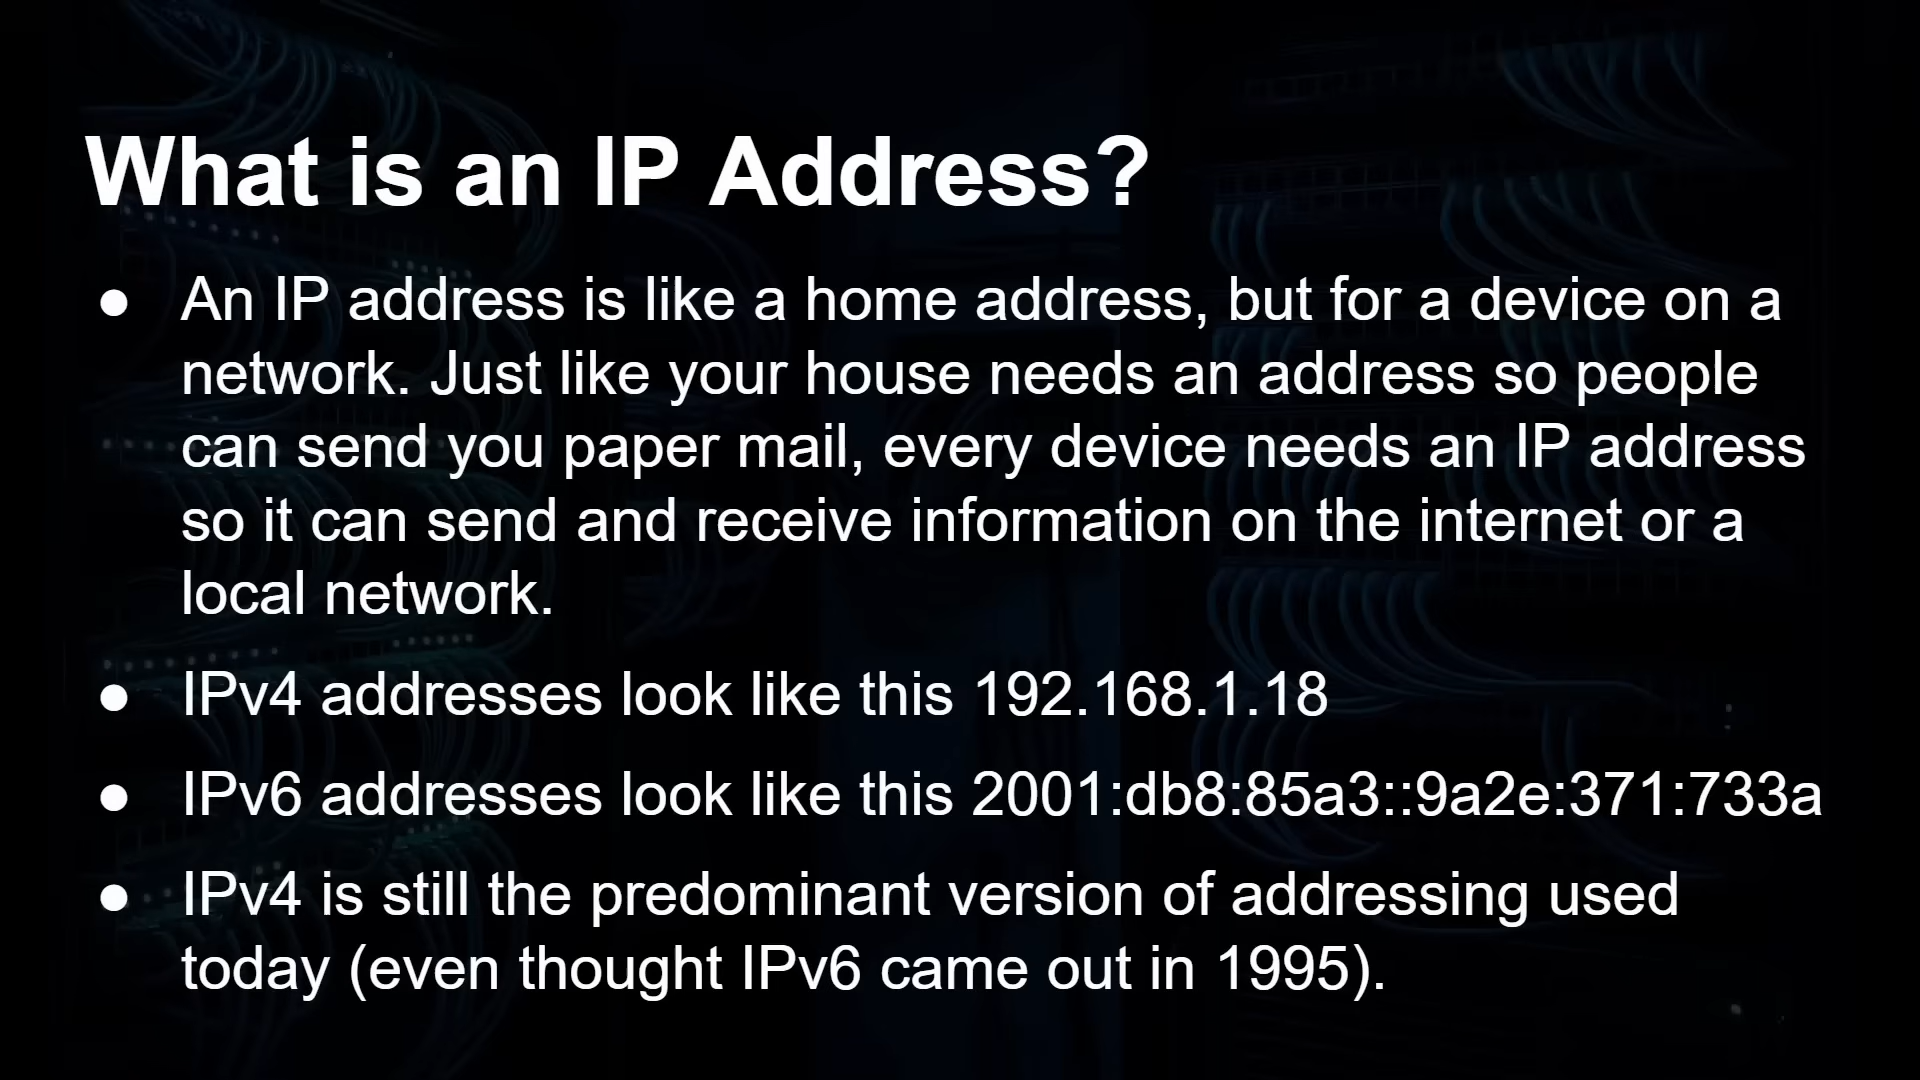 What is an IP Address?
● An IP address is like a home address, but for a device on a
network. Just like your house needs an address so people
can send you paper mail, every device needs an IP address
so it can send and receive information on the internet or a
local network.
● IPv4 addresses look like this 192.168.1.18
● IPv6 addresses look like this 2001:db8:85a3::9a2e:371:733a
● IPv4 is still the predominant version of addressing used
today (even thought IPv6 came out in 1995).